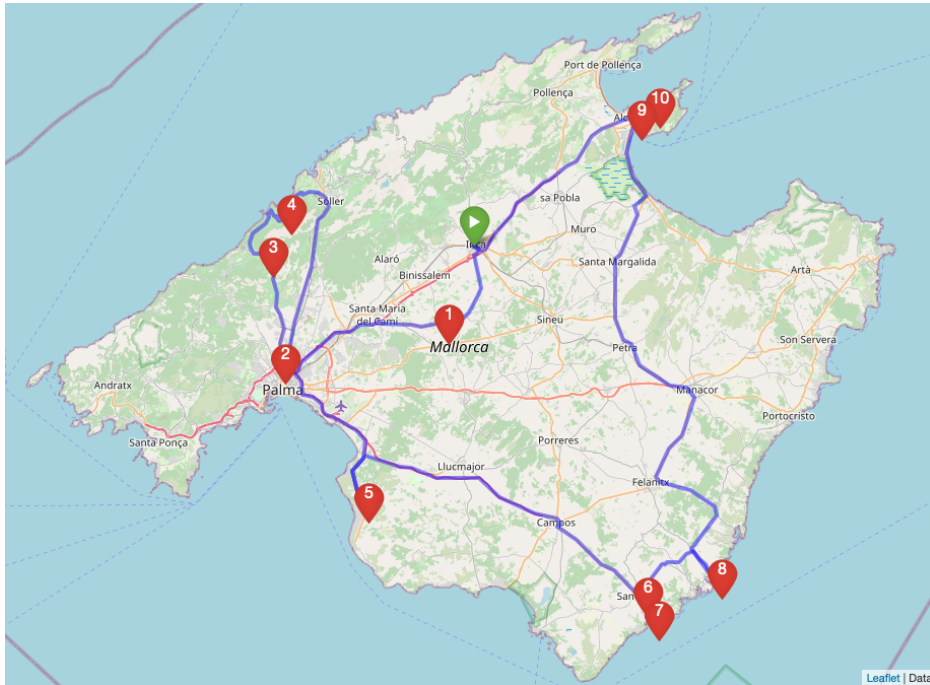 Port de Pollença
Pollença
10
9
Alc
4
Sóller
sa Pobla
3
Inca
Muro
Alaró
Binissalem
Santa Margalida
Artà
1
Santa Maria
del Camí
Sineu
Son Servera
Mallorca
Petra
2
Andratx
Palma
Manacor
Portocristo
Santa Ponça
Porreres
Llucmajor
Felanitx
5
Campos
8
6
San
7
Leaflet | Data